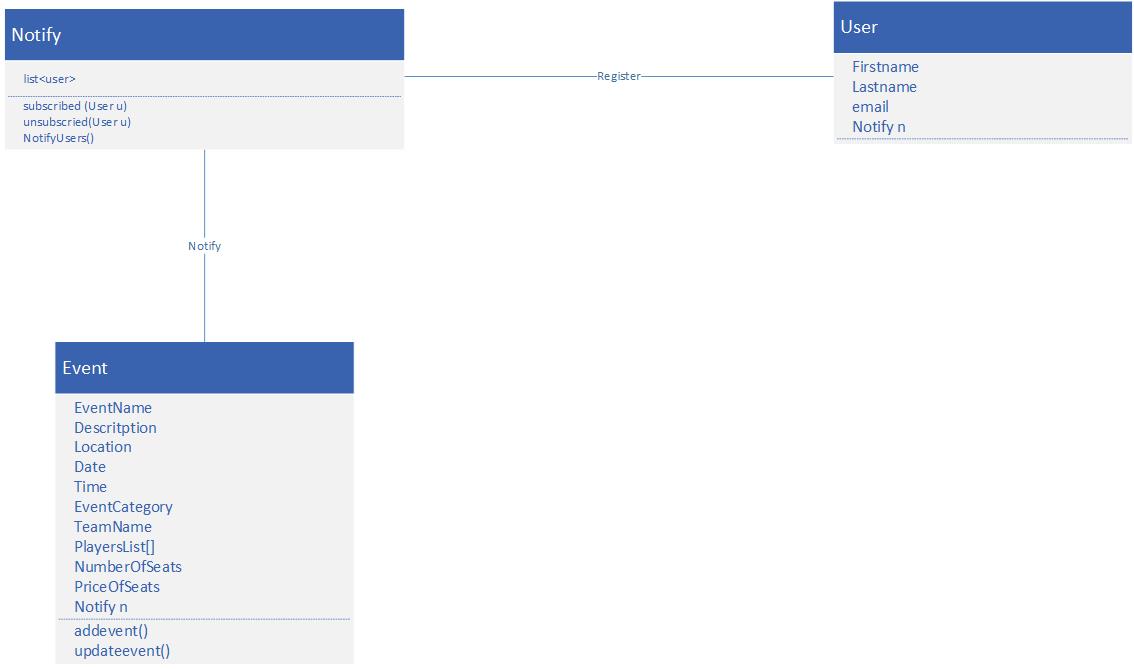 Notify
list<user>
subscribed (User u)
unsubscried(User u)
NotifyUsers()
Register
User
Firstname
Lastname
email
Notify n
Notify
Event
EventName
Descritption
Location
Date
Time
EventCategory
TeamName
PlayersList[]
NumberOfSeats
PriceOfSeats
Notify n
addevent()
updateevent()